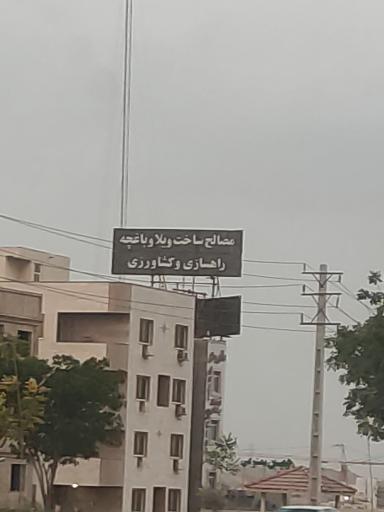 مصالح ساخت ویلا و باغچه
راهسازی و کشاورزی